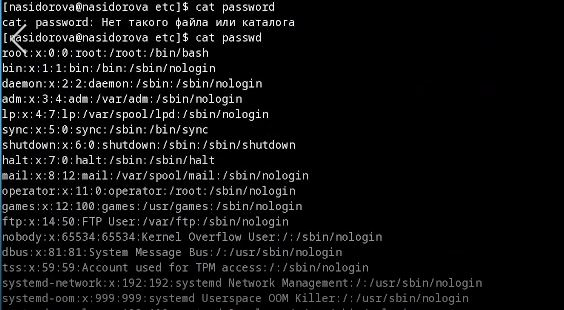 [nasidorova@nasidorova etc]$ cat password
cat: password: Нет такого файла или каталога
[nasidorova@nasidorova etc]$ cat passwd
root:x:0:0:root:/root:/bin/bash
bin:x:1:1:bin:/bin:/sbin/nologin
daemon:x:2:2:daemon:/sbin:/sbin/nologin
adm:x:3:4:adm:/var/adm:/sbin/nologin
lp:x:4:7:lp:/var/spool/lpd:/sbin/nologin
sync:x:5:0:sync:/sbin:/bin/sync
shutdown:x:6:0:shutdown:/sbin:/sbin/shutdown
halt:x:7:0:halt:/sbin:/sbin/halt
mail:x:8:12:mail:/var/spool/mail:/sbin/nologin
operator:x:11:0:operator:/root:/sbin/nologin
games:x:12:100:games:/usr/games:/sbin/nologin
ftp:x:14:50:FTP User:/var/ftp:/sbin/nologin
nobody:x:65534:65534:Kernel Overflow User:/:/sbin/nologin
dbus:x:81:81:System Message Bus:/:/usr/sbin/nologin
tss:x:59:59:Account used for TPM access:/:/sbin/nologin
systemd-network:x:192:192:systemd Network Management:/:/usr/sbin/nologin
systemd-oom:x:999:999:systemd Userspace OOM Killer:/:/usr/sbin/nologin